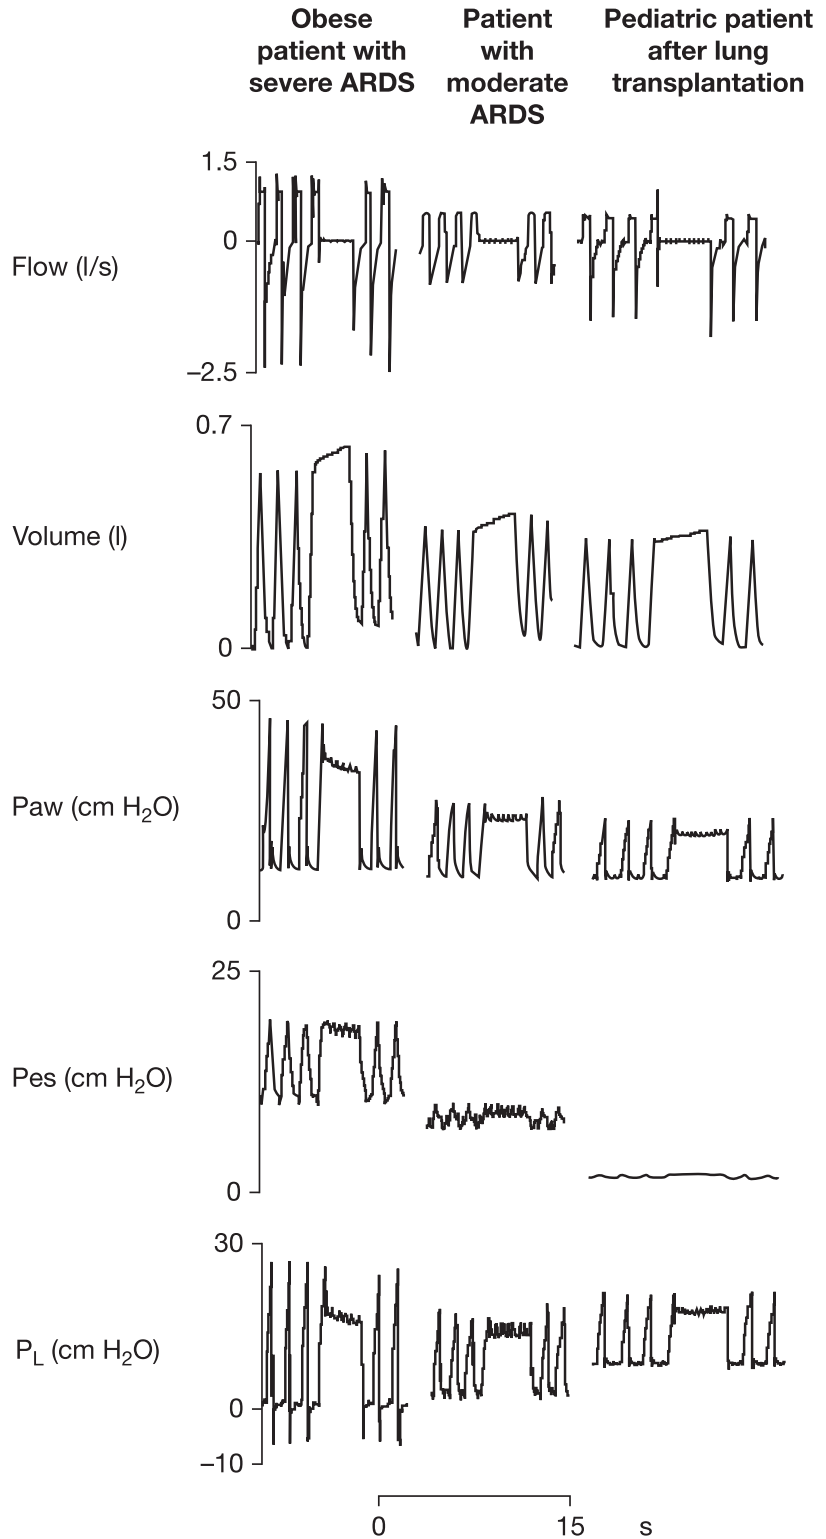 Obese
patient with
severe ARDS
Patient
with
moderate
ARDS
Pediatric patient
after lung
transplantation
1.5
0
Flow (l/s)
–2.5
0.7
Volume (l)
0
50
Paw (cm H₂O)
0
25
Pes (cm H₂O)
0
30
P_L (cm H₂O)
0
–10
0 15 s